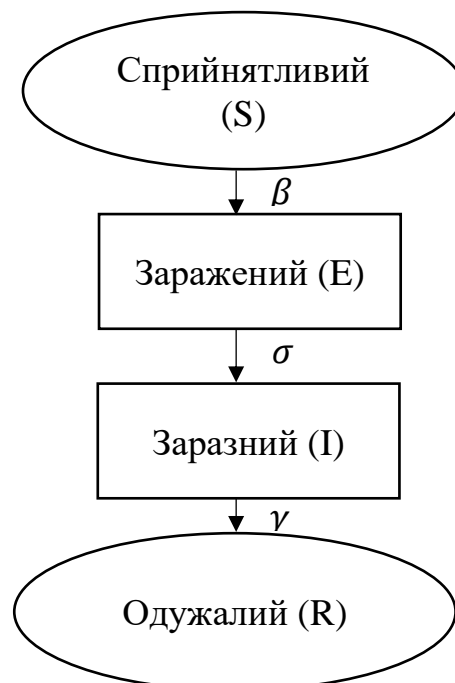 Сприйнятливий
(S)
β
Заражений (E)
σ
Заразний (I)
γ
Одужалий (R)